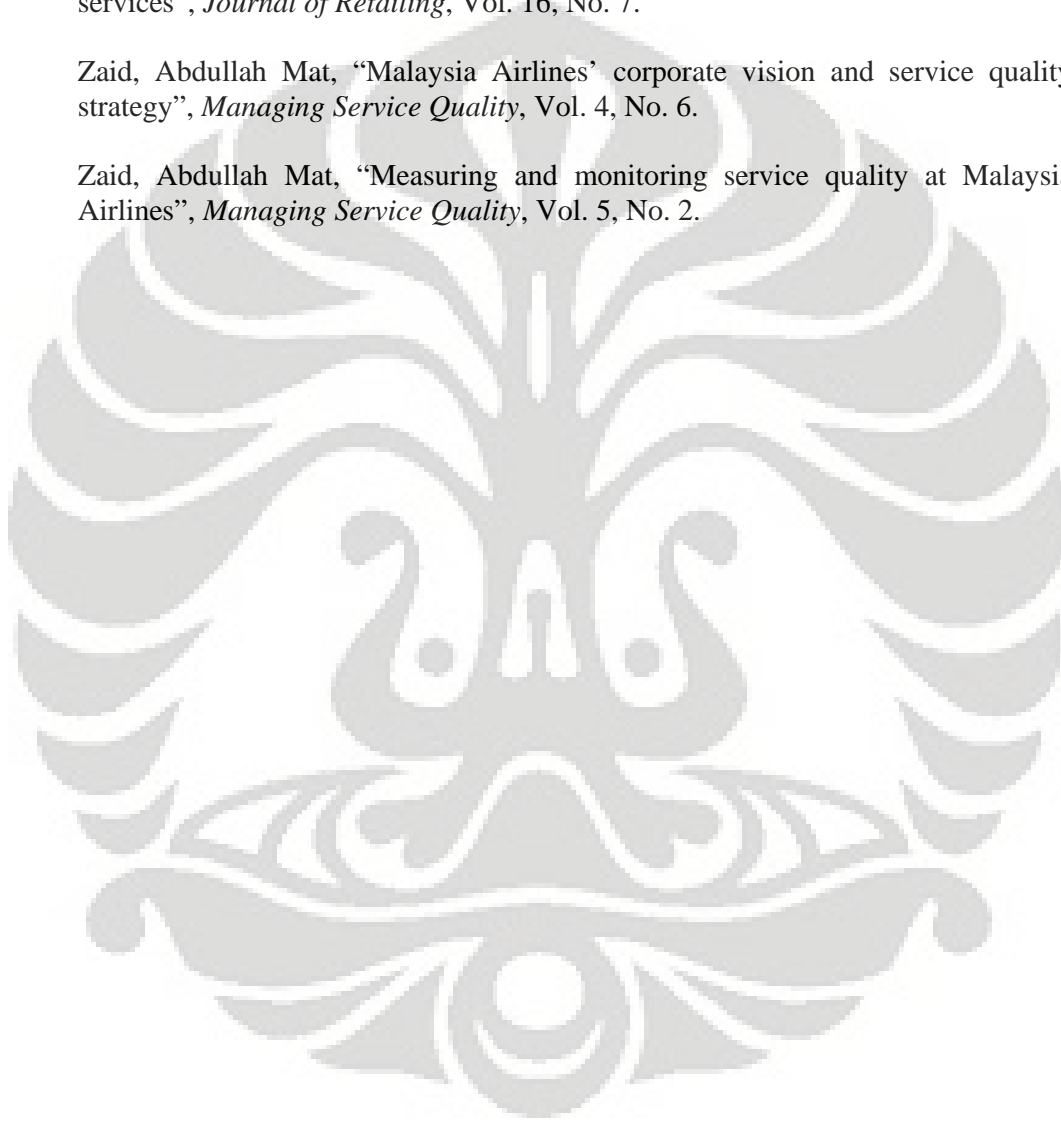 services”, Journal of Retailing, Vol. 16, No. 7.
Zaid, Abdullah Mat, “Malaysia Airlines’ corporate vision and service quality
strategy”, Managing Service Quality, Vol. 4, No. 6.
Zaid, Abdullah Mat, “Measuring and monitoring service quality at Malaysia
Airlines”, Managing Service Quality, Vol. 5, No. 2.